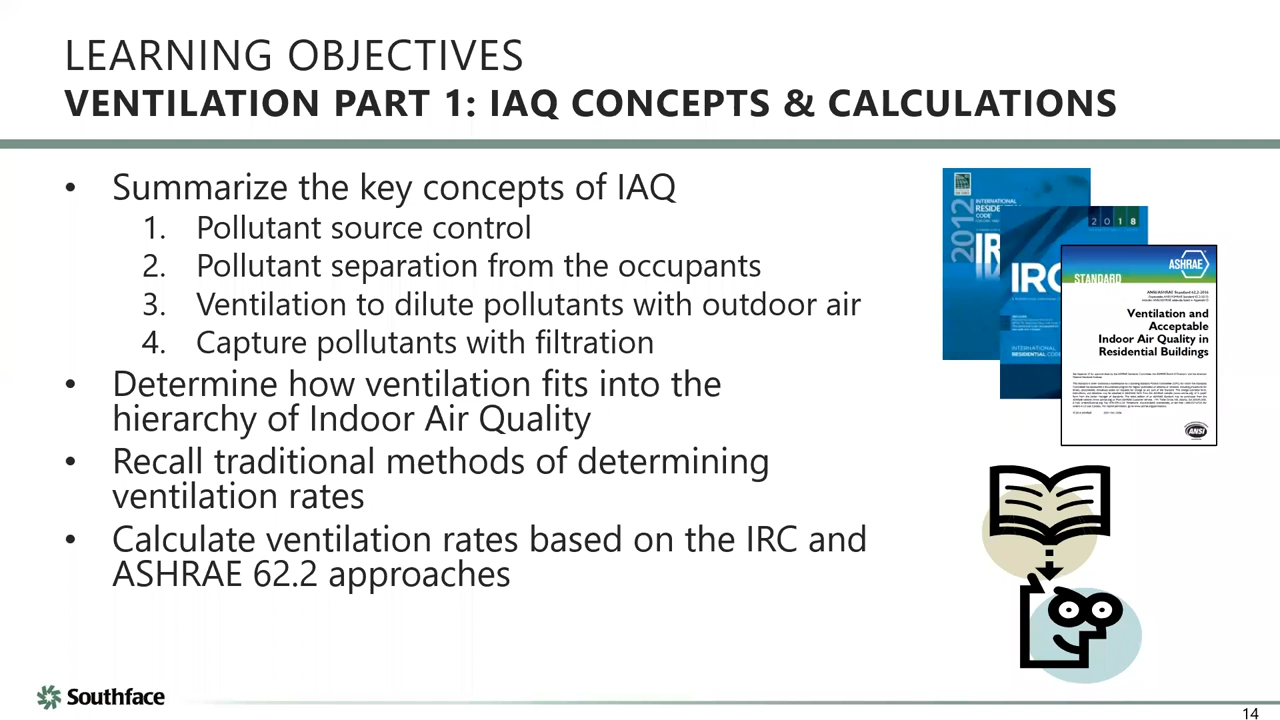 LEARNING OBJECTIVES
VENTILATION PART 1: IAQ CONCEPTS & CALCULATIONS
• Summarize the key concepts of IAQ
1. Pollutant source control
2. Pollutant separation from the occupants
3. Ventilation to dilute pollutants with outdoor air
4. Capture pollutants with filtration
• Determine how ventilation fits into the
hierarchy of Indoor Air Quality
• Recall traditional methods of determining
ventilation rates
• Calculate ventilation rates based on the IRC and
ASHRAE 62.2 approaches
2012
INTERNATIONAL
RESIDE
CODE
IR
2018
IRC
INTERNATIONAL
RESIDENTIAL CODE
ASHRAE
STANDARD
Ventilation and
Acceptable
Indoor Air Quality in
Residential Buildings
ANSI
Southface
14